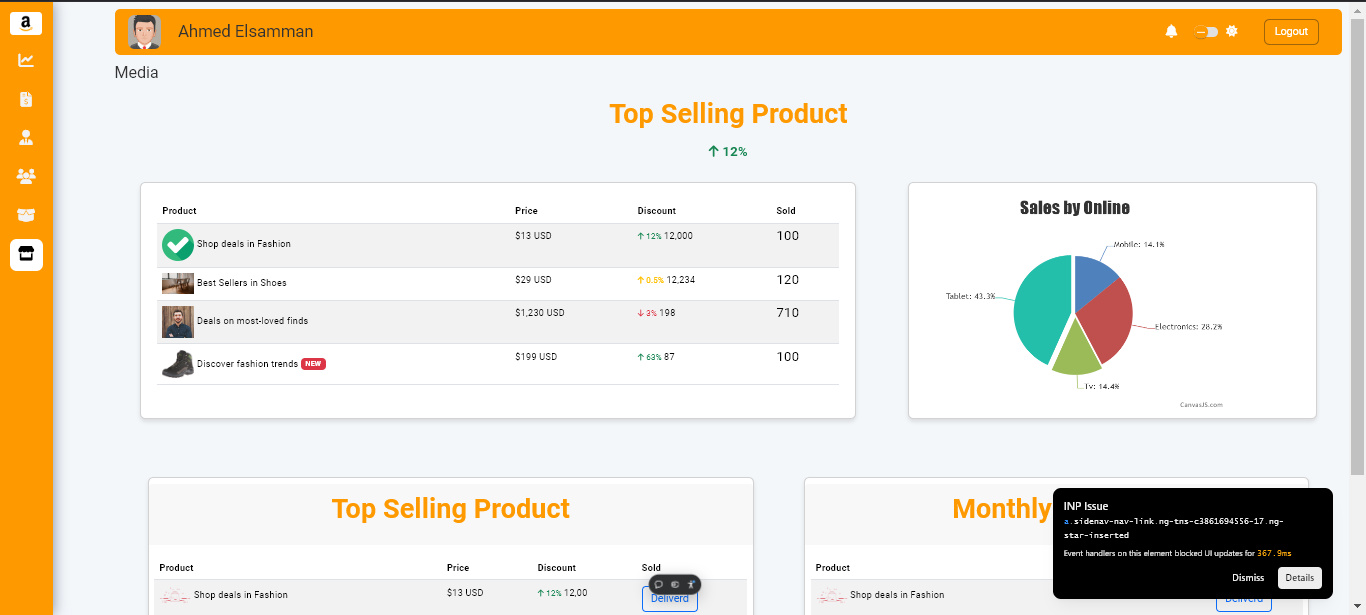 a
Ahmed Elsamman
Logout
Media
Top Selling Product
12%
Product Price Discount Sold
Shop deals in Fashion $13 USD 12% 12,000 100
Best Sellers in Shoes $29 USD 0.5% 12,234 120
Deals on most-loved finds $1,230 USD 3% 198 710
Discover fashion trends NEW $199 USD 63% 87 100
Sales by Online
Mobile: 14.1%
Tablet: 43.3%
Electronics: 28.2%
Tv: 14.4%
CanvasJS.com
Top Selling Product
Product Price Discount Sold
Shop deals in Fashion $13 USD 12% 12,00 Deliverd
Monthly
Product
Shop deals in Fashion
Deliverd
INP Issue
a.sidenav-nav-link.ng-tns-c3861694556-17.ng-
star-inserted
Event handlers on this element blocked UI updates for 367.9ms
Dismiss Details